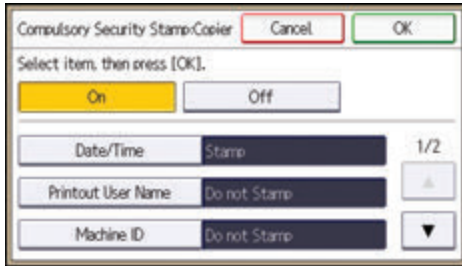 Compulsory Security Stamp:Copier Cancel OK
Select item, then press [OK].
On Off
Date/Time Stamp 1/2
Printout User Name Do not Stamp
Machine ID Do not Stamp